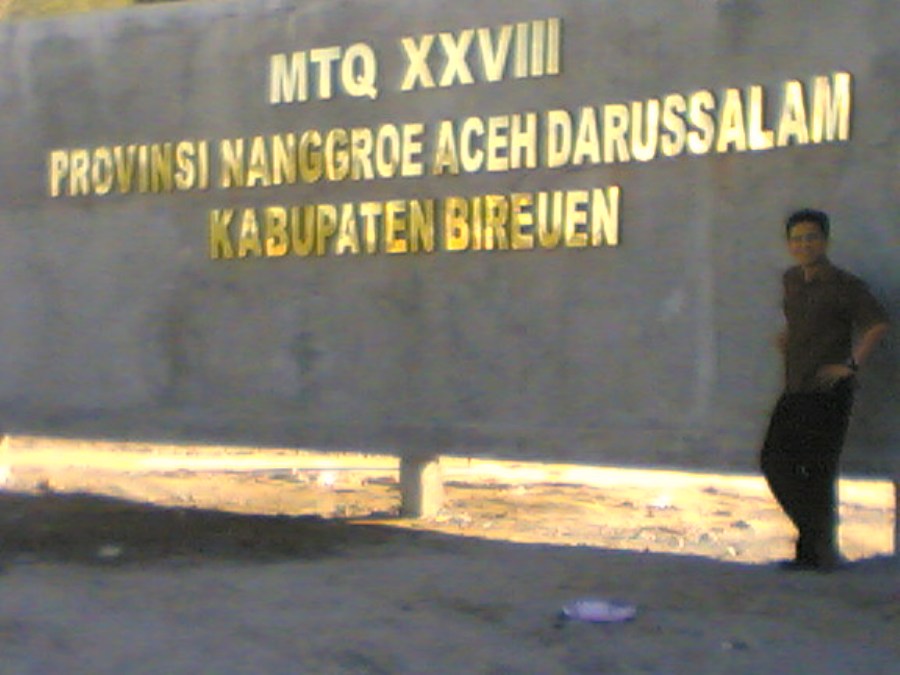 MTQ XXVIII
PROVINSI NANGGROE ACEH DARUSSALAM
KABUPATEN BIREUEN